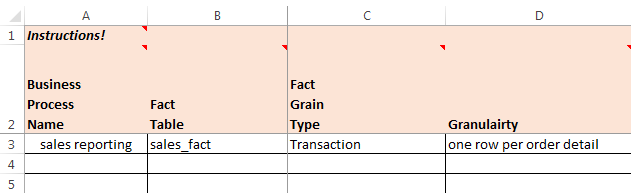 A B C D
1 Instructions!
Business Fact
Process Fact Grain
2 Name Table Type Granulairty
3 sales reporting sales_fact Transaction one row per order detail
4
5